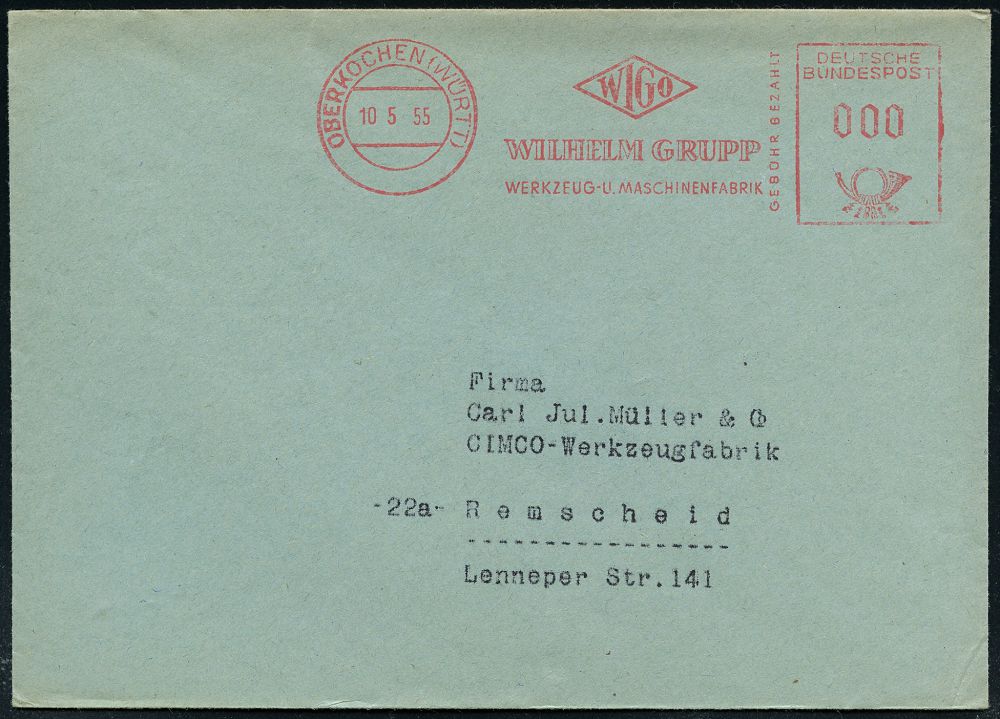 OBERKOCHEN (WÜRTT)
10 5 55
WIGO
WILHELM GRUPP
WERKZEUG-U. MASCHINENFABRIK
GEBÜHR BEZAHLT
DEUTSCHE
BUNDESPOST
000
Firma
Carl Jul.Müller &
CIMCO-Werkzeugfabrik
-22a- Remscheid
Lenneper Str.141